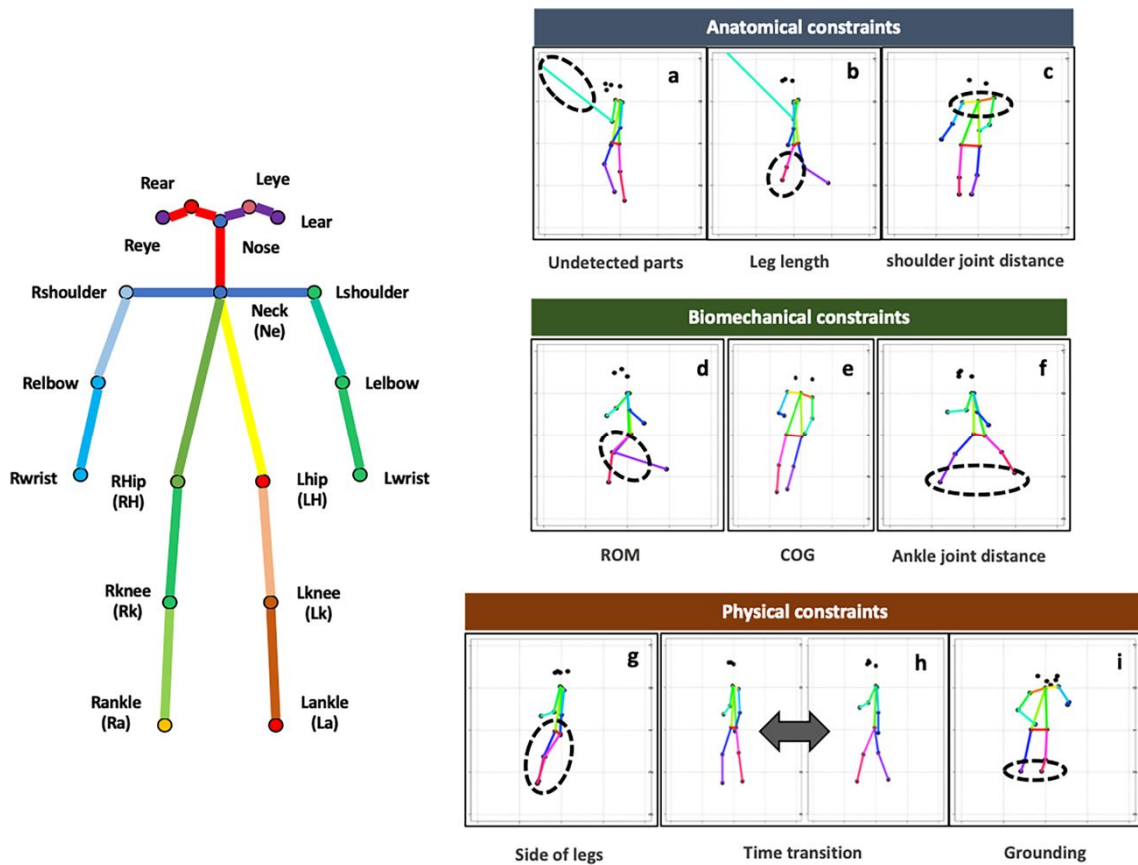 Rear
Leye
Lear
Reye
Nose
Rshoulder
Lshoulder
Neck
(Ne)
Relbow
Lelbow
Rwrist
RHip
(RH)
Lhip
(LH)
Lwrist
Rknee
(Rk)
Lknee
(Lk)
Rankle
(Ra)
Lankle
(La)
Anatomical constraints
a
b
c
Undetected parts
Leg length
shoulder joint distance
Biomechanical constraints
d
e
f
ROM
COG
Ankle joint distance
Physical constraints
g
h
i
Side of legs
Time transition
Grounding